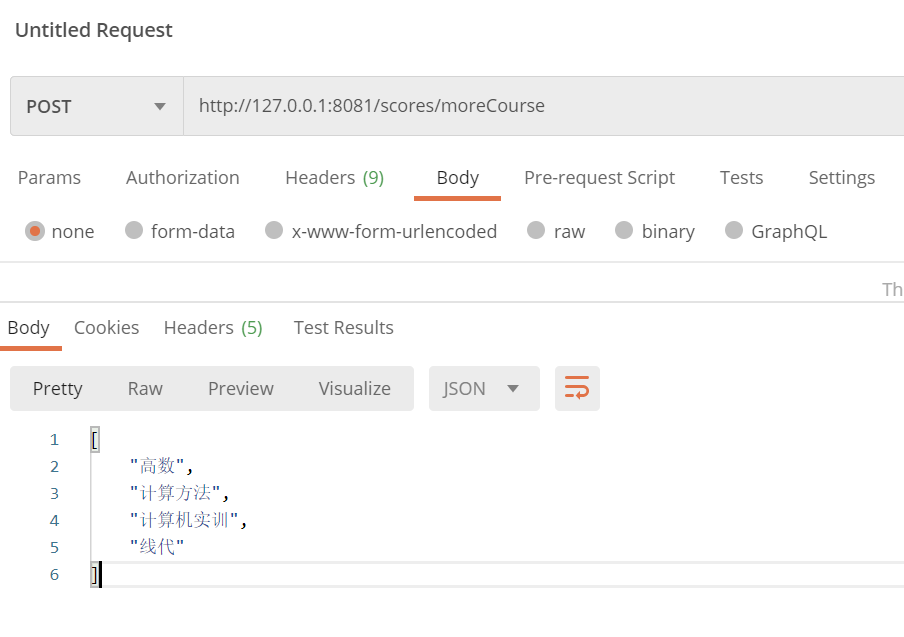 Untitled Request
POST http://127.0.0.1:8081/scores/moreCourse
Params Authorization Headers (9) Body Pre-request Script Tests Settings
none form-data x-www-form-urlencoded raw binary GraphQL
Th
Body Cookies Headers (5) Test Results
Pretty Raw Preview Visualize JSON
1 [
2 "高数",
3 "计算方法",
4 "计算机实训",
5 "线代"
6 ]